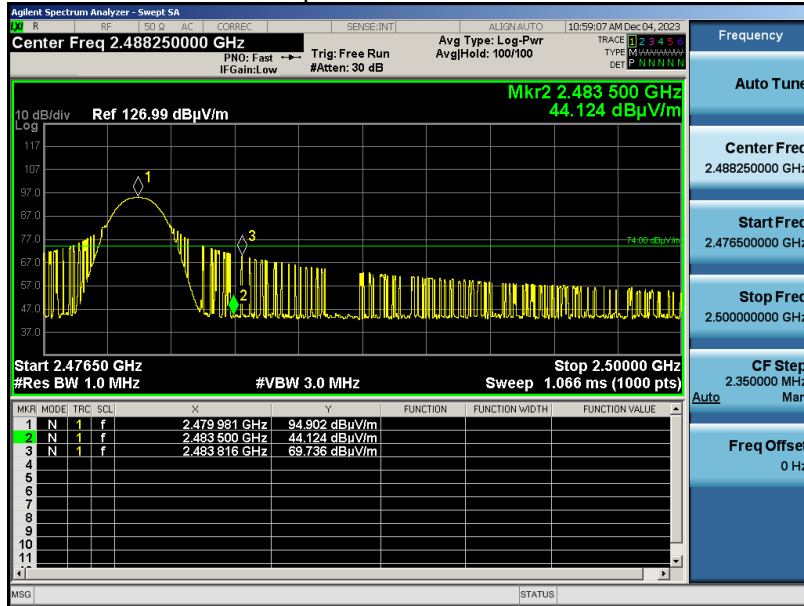 Agilent Spectrum Analyzer - Swept SA
LXI R RF 50 Ω AC CORREC SENSE:INT ALIGN AUTO 10:59:07 AM Dec 04, 2023
Center Freq 2.488250000 GHz
PNO: Fast
IFGain:Low
Trig: Free Run
#Atten: 30 dB
Avg Type: Log-Pwr
Avg|Hold: 100/100
TRACE 1 2 3 4 5 6
TYPE M
DET P N N N N N
Mkr2 2.483 500 GHz
44.124 dBµV/m
10 dB/div Ref 126.99 dBµV/m
Log
117
107
97.0
87.0
77.0
67.0
57.0
47.0
37.0
1
3
2
74.00 dBµV/m
Start 2.47650 GHz Stop 2.50000 GHz
#Res BW 1.0 MHz #VBW 3.0 MHz Sweep 1.066 ms (1000 pts)
MKR MODE TRC SCL X Y FUNCTION FUNCTION WIDTH FUNCTION VALUE
1 N 1 f 2.479 981 GHz 94.902 dBµV/m
2 N 1 f 2.483 500 GHz 44.124 dBµV/m
3 N 1 f 2.483 816 GHz 69.736 dBµV/m
4
5
6
7
8
9
10
11
MSG STATUS
Frequency
Auto Tune
Center Freq
2.488250000 GHz
Start Freq
2.476500000 GHz
Stop Freq
2.500000000 GHz
CF Step
2.350000 MHz
Auto Man
Freq Offset
0 Hz